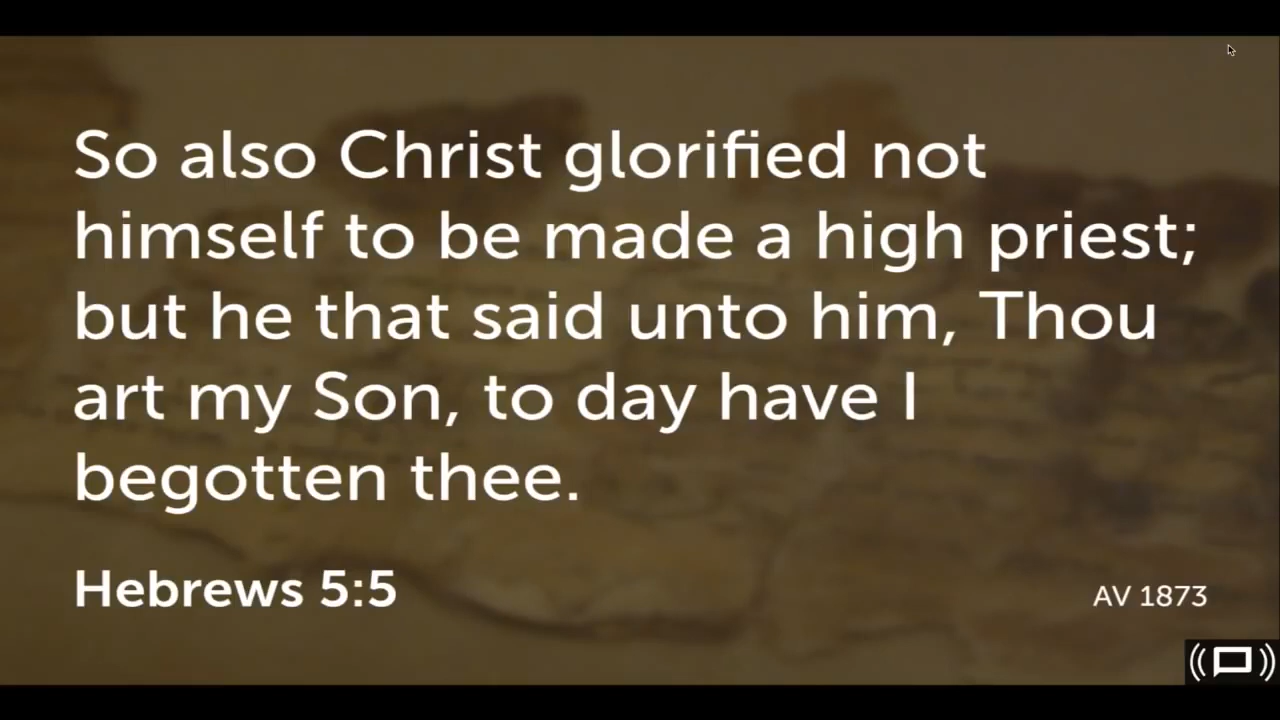 So also Christ glorified not
himself to be made a high priest;
but he that said unto him, Thou
art my Son, to day have I
begotten thee.
Hebrews 5:5
AV 1873